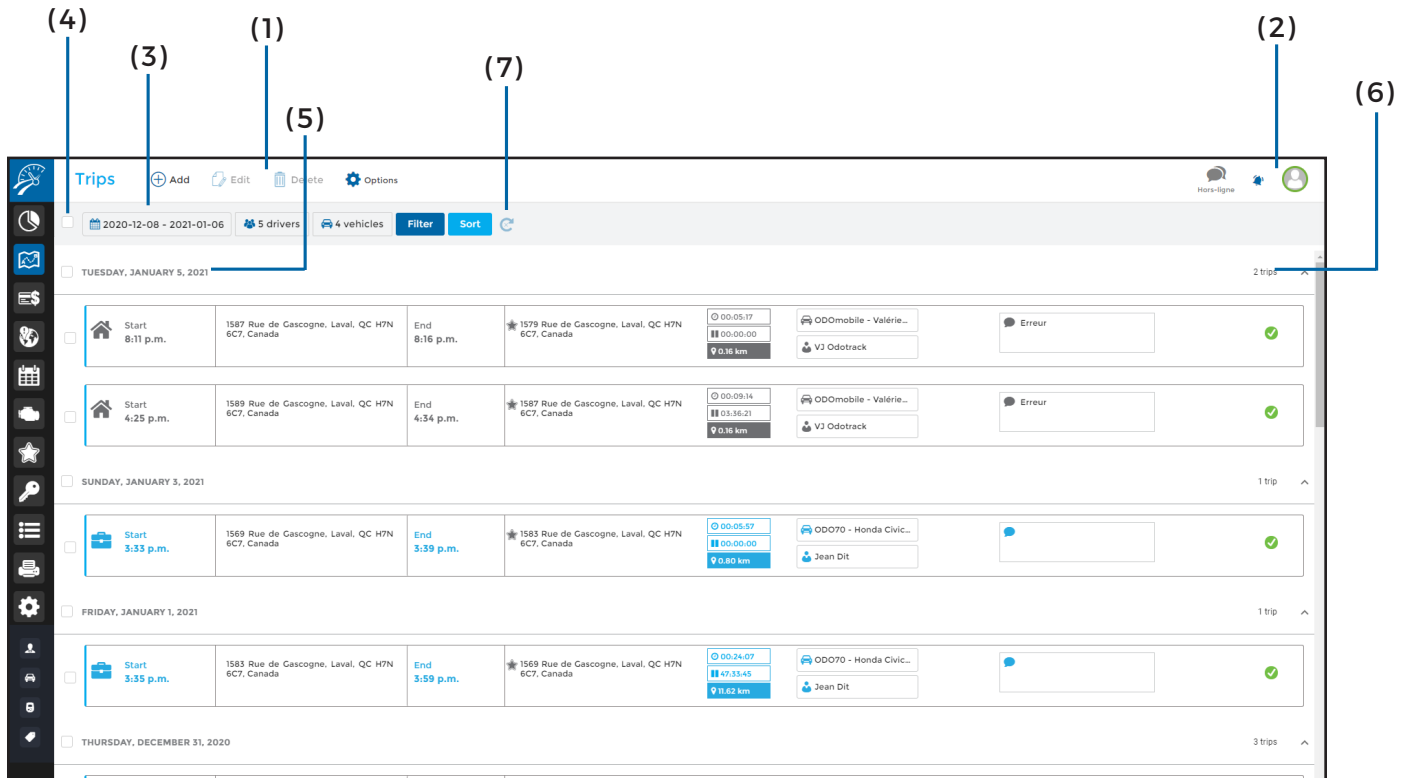 (4)
(1)
(2)
(3)
(7)
(6)
(5)
Trips Add Edit Delete Options Hors-ligne
2020-12-08 - 2021-01-06 5 drivers 4 vehicles Filter Sort
TUESDAY, JANUARY 5, 2021 2 trips
Start 1587 Rue de Gascogne, Laval, QC H7N End 1579 Rue de Gascogne, Laval, QC H7N 00:05:17 ODOmobile - Valérie... Erreur
8:11 p.m. 6C7, Canada 8:16 p.m. 6C7, Canada 00:00:00
0.16 km VJ Odotrack
Start 1589 Rue de Gascogne, Laval, QC H7N End 1587 Rue de Gascogne, Laval, QC H7N 00:09:14 ODOmobile - Valérie... Erreur
4:25 p.m. 6C7, Canada 4:34 p.m. 6C7, Canada 03:36:21
0.16 km VJ Odotrack
SUNDAY, JANUARY 3, 2021 1 trip
Start 1569 Rue de Gascogne, Laval, QC H7N End 1583 Rue de Gascogne, Laval, QC H7N 00:05:57 ODO70 - Honda Civic...
3:33 p.m. 6C7, Canada 3:39 p.m. 6C7, Canada 00:00:00
0.80 km Jean Dit
FRIDAY, JANUARY 1, 2021 1 trip
Start 1583 Rue de Gascogne, Laval, QC H7N End 1569 Rue de Gascogne, Laval, QC H7N 00:24:07 ODO70 - Honda Civic...
3:35 p.m. 6C7, Canada 3:59 p.m. 6C7, Canada 47:33:45
11.62 km Jean Dit
THURSDAY, DECEMBER 31, 2020 3 trips